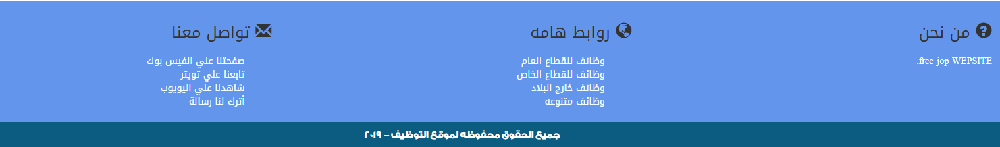 من نحن
.free jop WEPSITE
روابط هامه
وظائف للقطاع العام
وظائف للقطاع الخاص
وظائف خارج البلاد
وظائف متنوعه
تواصل معنا
صفحتنا علي الفيس بوك
تابعنا علي تويتر
شاهدنا علي اليويوب
أترك لنا رسالة
جميع الحقوق محفوظه لموقع التوظيف - ٢٠١٩